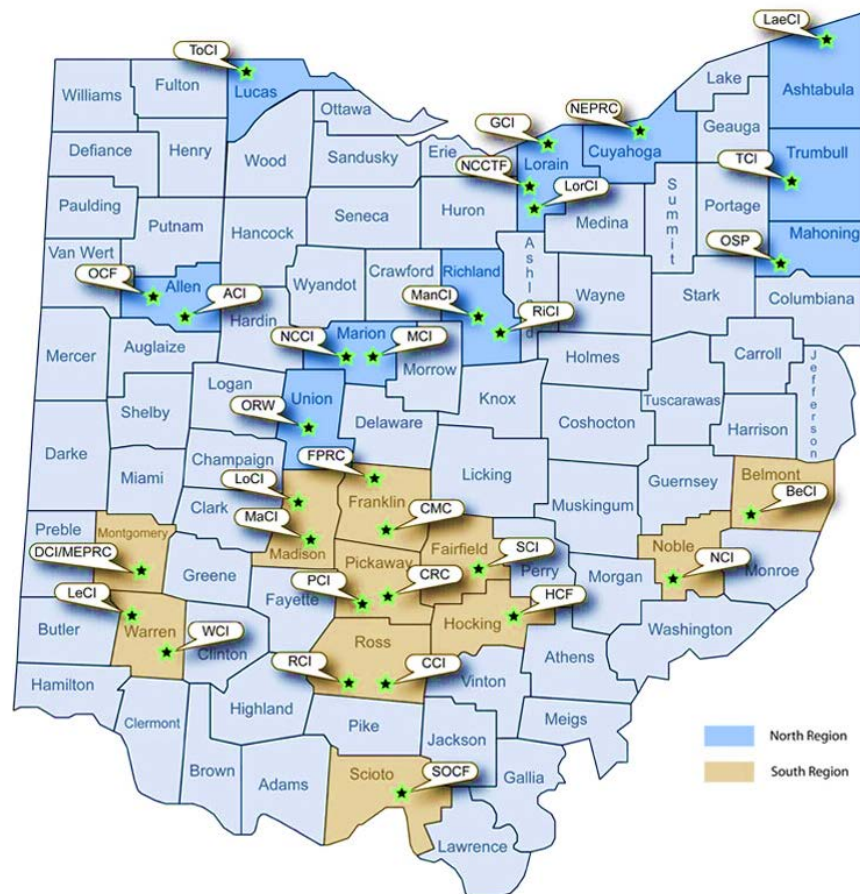 LaeCI
ToCI
Lucas
Fulton
Williams
Lake
Ashtabula
Ottawa
GCI
NEPRC
Geauga
Defiance
Henry
Wood
Sandusky
Erie
Lorain
Cuyahoga
Trumbull
NCCTF
TCI
Paulding
Putnam
Seneca
Huron
LorCI
Medina
Summit
Portage
Hancock
Mahoning
Van Wert
OSP
OCF
Allen
ACI
Wyandot
Crawford
Richland
Ashland
Wayne
Stark
Columbiana
ManCI
RiCI
Hardin
Marion
NCCI
MCI
Mercer
Auglaize
Morrow
Holmes
Carroll
Jefferson
Logan
Union
Knox
Tuscarawas
Shelby
ORW
Delaware
Coshocton
Harrison
Darke
Champaign
FPRC
Licking
Miami
LoCI
Franklin
Guernsey
Belmont
Clark
MaCI
CMC
Muskingum
BeCI
Preble
Montgomery
Madison
Pickaway
Fairfield
SCI
Noble
DCI/MEPRC
Greene
PCI
CRC
Perry
Morgan
NCI
Monroe
LeCI
Fayette
HCF
Butler
Warren
WCI
Clinton
Ross
Hocking
Washington
RCI
CCI
Athens
Hamilton
Vinton
Highland
Clermont
Pike
Jackson
Meigs
North Region
Brown
Adams
Scioto
SOCF
Gallia
South Region
Lawrence